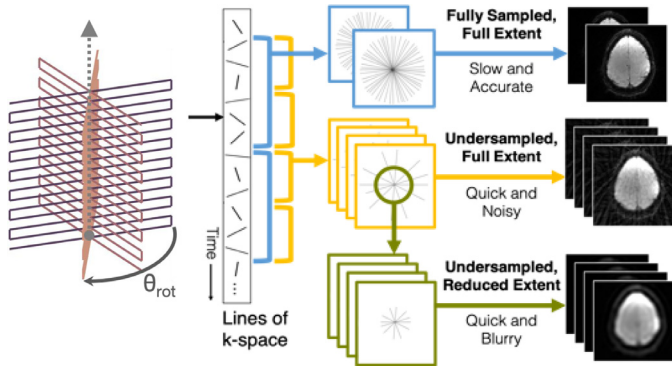 θrot
Time
...
Lines of
k-space
Fully Sampled,
Full Extent
Slow and
Accurate
Undersampled,
Full Extent
Quick and
Noisy
Undersampled,
Reduced Extent
Quick and
Blurry